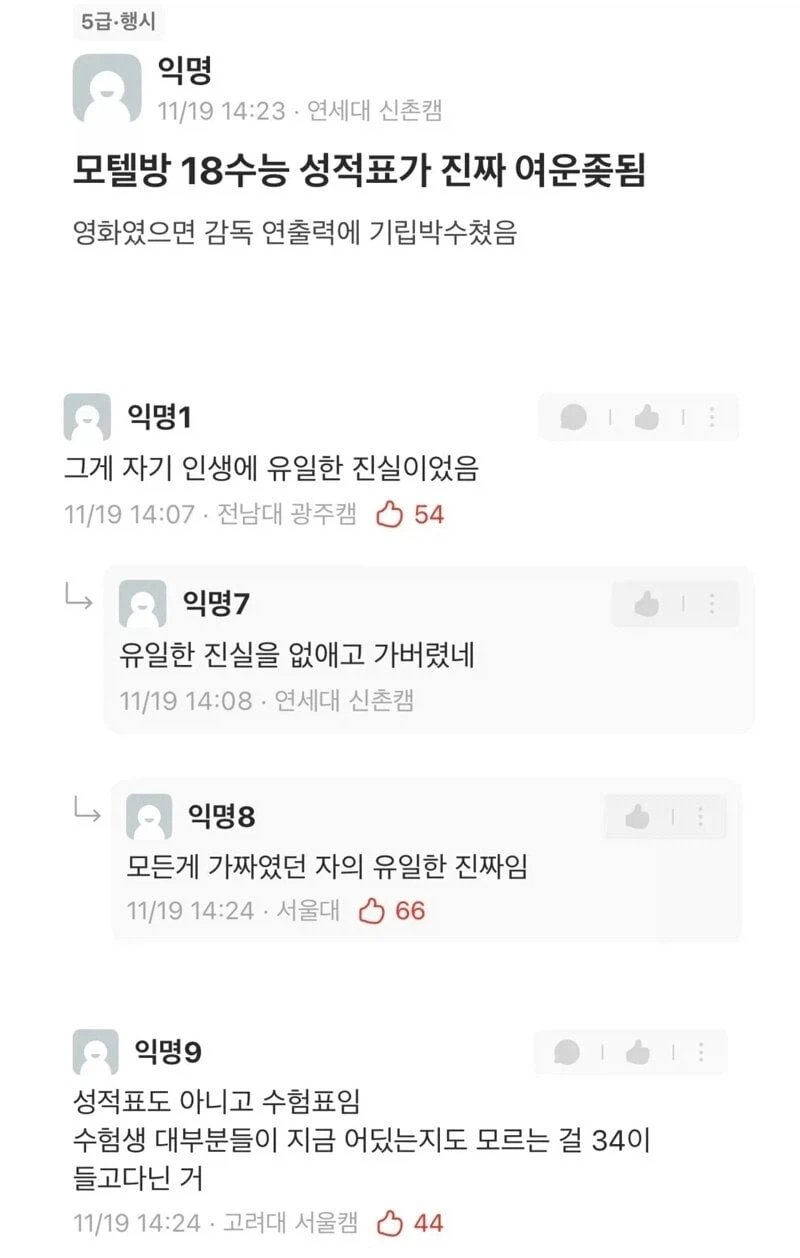 5급·행시
익명
11/19 14:23 · 연세대 신촌캠
모텔방 18수능 성적표가 진짜 여운좆됨
영화였으면 감독 연출력에 기립박수쳤음
익명1
그게 자기 인생에 유일한 진실이었음
11/19 14:07 · 전남대 광주캠 54
익명7
유일한 진실을 없애고 가버렸네
11/19 14:08 · 연세대 신촌캠
익명8
모든게 가짜였던 자의 유일한 진짜임
11/19 14:24 · 서울대 66
익명9
성적표도 아니고 수험표임
수험생 대부분들이 지금 어딨는지도 모르는 걸 34이
들고다닌 거
11/19 14:24 · 고려대 서울캠 44